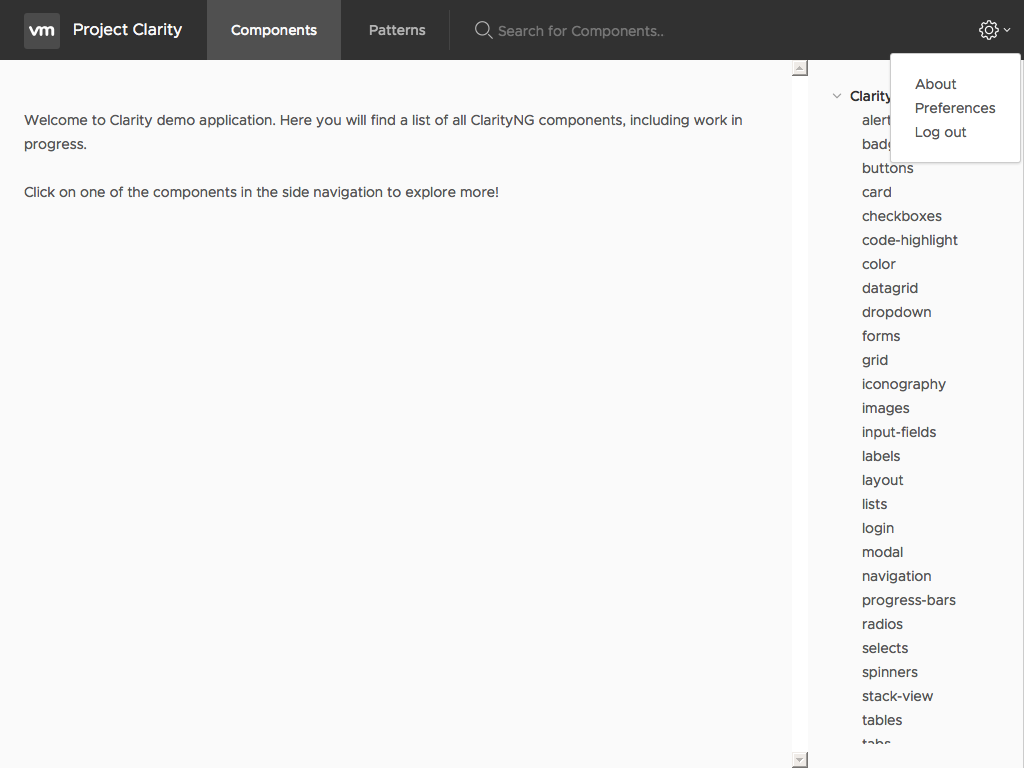 vm Project Clarity Components Patterns Search for Components..
About
Preferences
Log out
Welcome to Clarity demo application. Here you will find a list of all ClarityNG components, including work in
progress.
Click on one of the components in the side navigation to explore more!
Clarity
alert
badg
buttons
card
checkboxes
code-highlight
color
datagrid
dropdown
forms
grid
iconography
images
input-fields
labels
layout
lists
login
modal
navigation
progress-bars
radios
selects
spinners
stack-view
tables
tabs